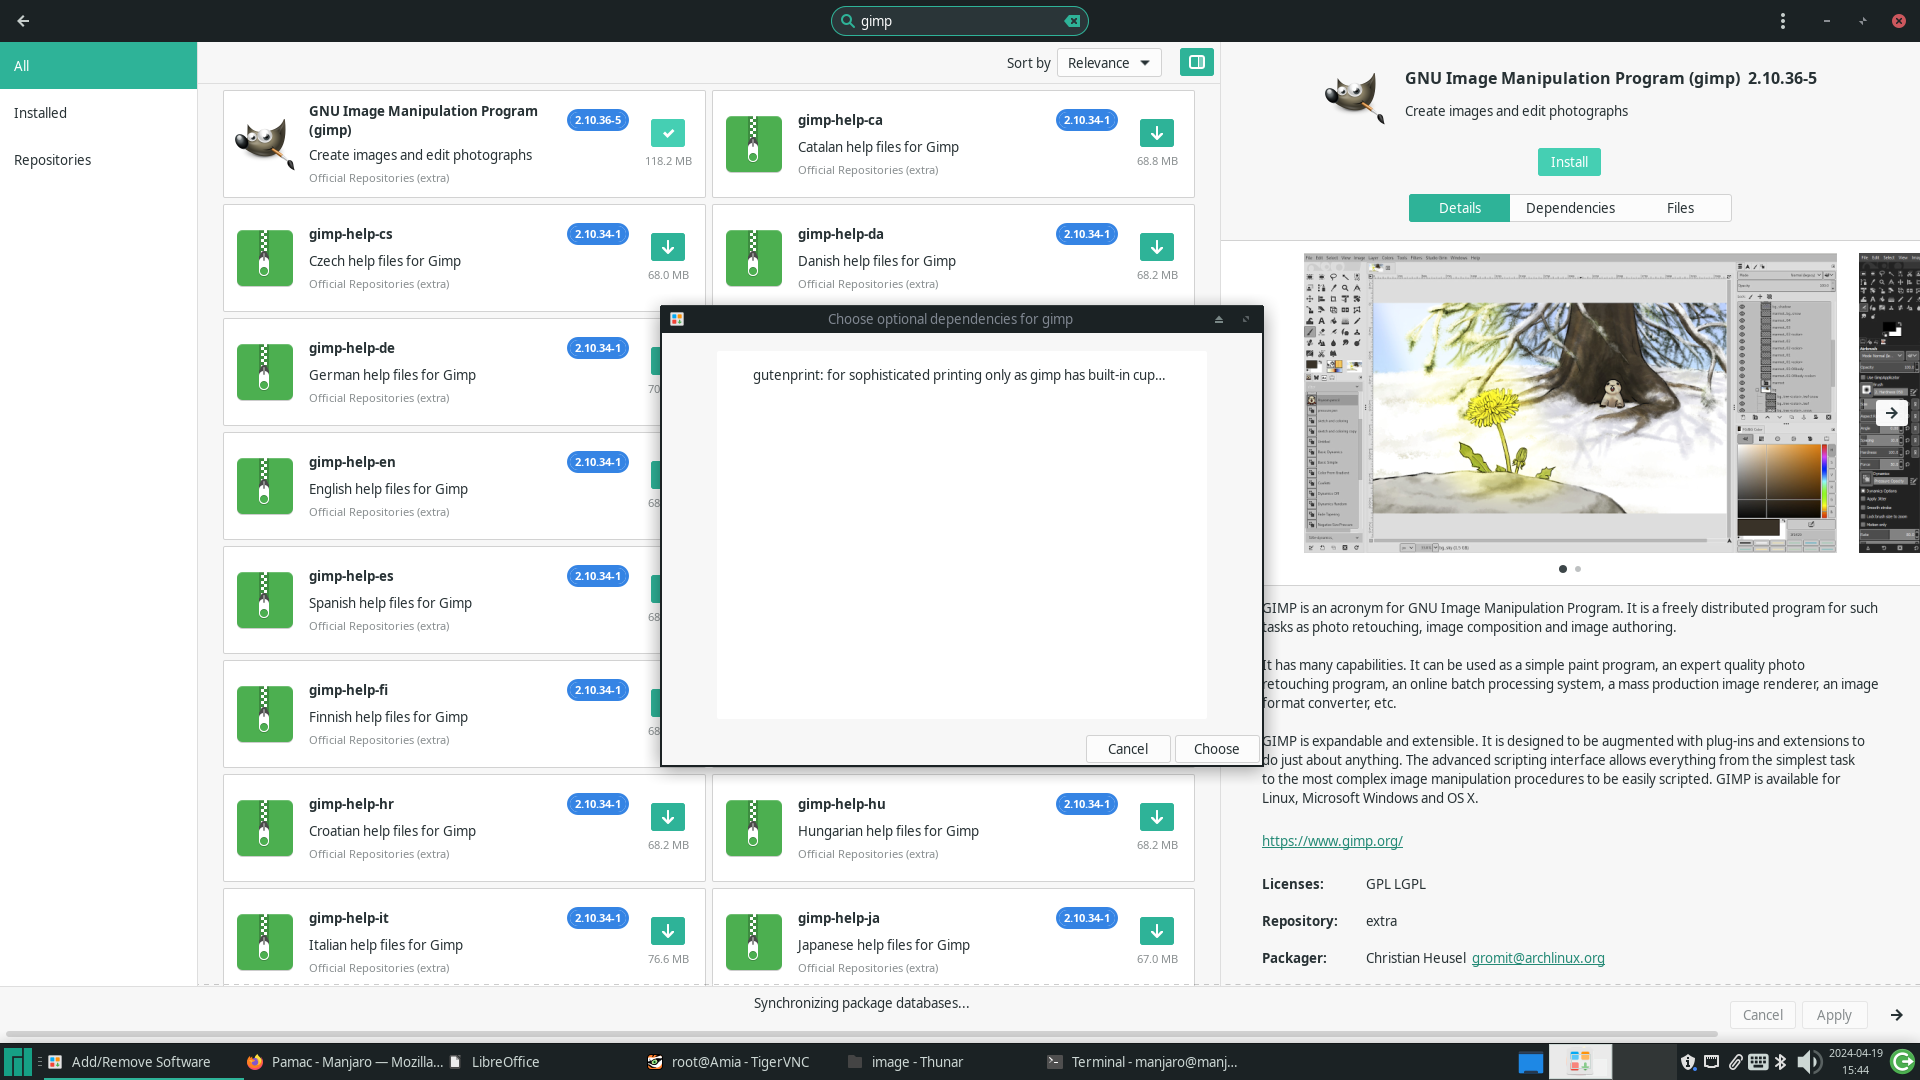 gimp
All
Installed
Repositories
Sort by Relevance
GNU Image Manipulation Program
(gimp)
2.10.36-5
Create images and edit photographs
Official Repositories (extra)
118.2 MB
gimp-help-ca
2.10.34-1
Catalan help files for Gimp
Official Repositories (extra)
68.8 MB
gimp-help-cs
2.10.34-1
Czech help files for Gimp
Official Repositories (extra)
68.0 MB
gimp-help-da
2.10.34-1
Danish help files for Gimp
Official Repositories (extra)
68.2 MB
gimp-help-de
2.10.34-1
German help files for Gimp
Official Repositories (extra)
70
gimp-help-en
2.10.34-1
English help files for Gimp
Official Repositories (extra)
68
gimp-help-es
2.10.34-1
Spanish help files for Gimp
Official Repositories (extra)
68
gimp-help-fi
2.10.34-1
Finnish help files for Gimp
Official Repositories (extra)
68
gimp-help-hr
2.10.34-1
Croatian help files for Gimp
Official Repositories (extra)
68.2 MB
gimp-help-hu
2.10.34-1
Hungarian help files for Gimp
Official Repositories (extra)
68.2 MB
gimp-help-it
2.10.34-1
Italian help files for Gimp
Official Repositories (extra)
76.6 MB
gimp-help-ja
2.10.34-1
Japanese help files for Gimp
Official Repositories (extra)
67.0 MB
Choose optional dependencies for gimp
gutenprint: for sophisticated printing only as gimp has built-in cup...
Cancel Choose
GNU Image Manipulation Program (gimp) 2.10.36-5
Create images and edit photographs
Install
Details Dependencies Files
GIMP is an acronym for GNU Image Manipulation Program. It is a freely distributed program for such
tasks as photo retouching, image composition and image authoring.
It has many capabilities. It can be used as a simple paint program, an expert quality photo
retouching program, an online batch processing system, a mass production image renderer, an image
format converter, etc.
GIMP is expandable and extensible. It is designed to be augmented with plug-ins and extensions to
do just about anything. The advanced scripting interface allows everything from the simplest task
to the most complex image manipulation procedures to be easily scripted. GIMP is available for
Linux, Microsoft Windows and OS X.
https://www.gimp.org/
Licenses: GPL LGPL
Repository: extra
Packager: Christian Heusel gromit@archlinux.org
Synchronizing package databases...
Cancel Apply
Add/Remove Software
Pamac - Manjaro — Mozilla...
LibreOffice
root@Amia - TigerVNC
image - Thunar
Terminal - manjaro@manj...
2024-04-19
15:44